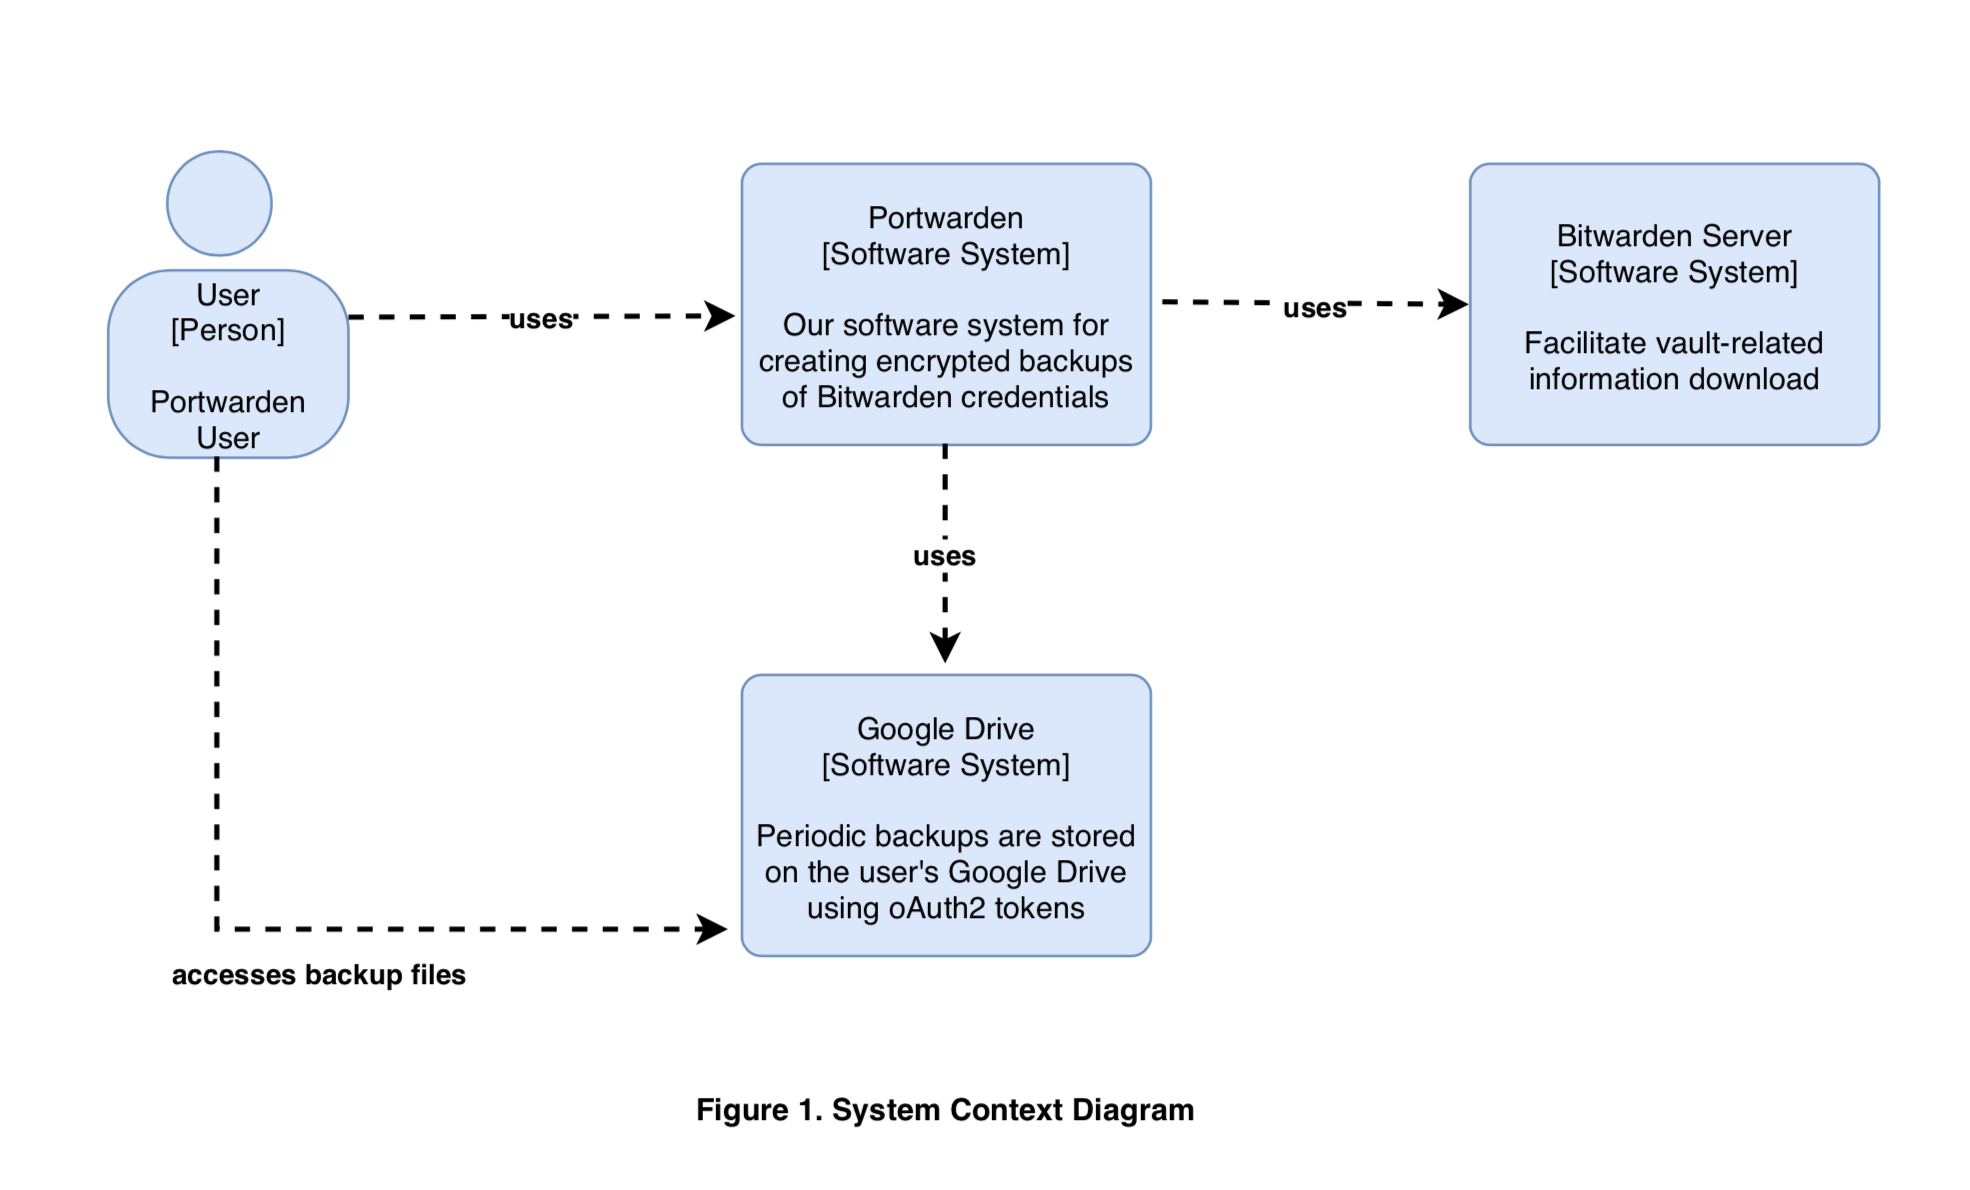 User
[Person]
Portwarden
User
uses
Portwarden
[Software System]
Our software system for
creating encrypted backups
of Bitwarden credentials
uses
Bitwarden Server
[Software System]
Facilitate vault-related
information download
uses
Google Drive
[Software System]
Periodic backups are stored
on the user's Google Drive
using oAuth2 tokens
accesses backup files
Figure 1. System Context Diagram